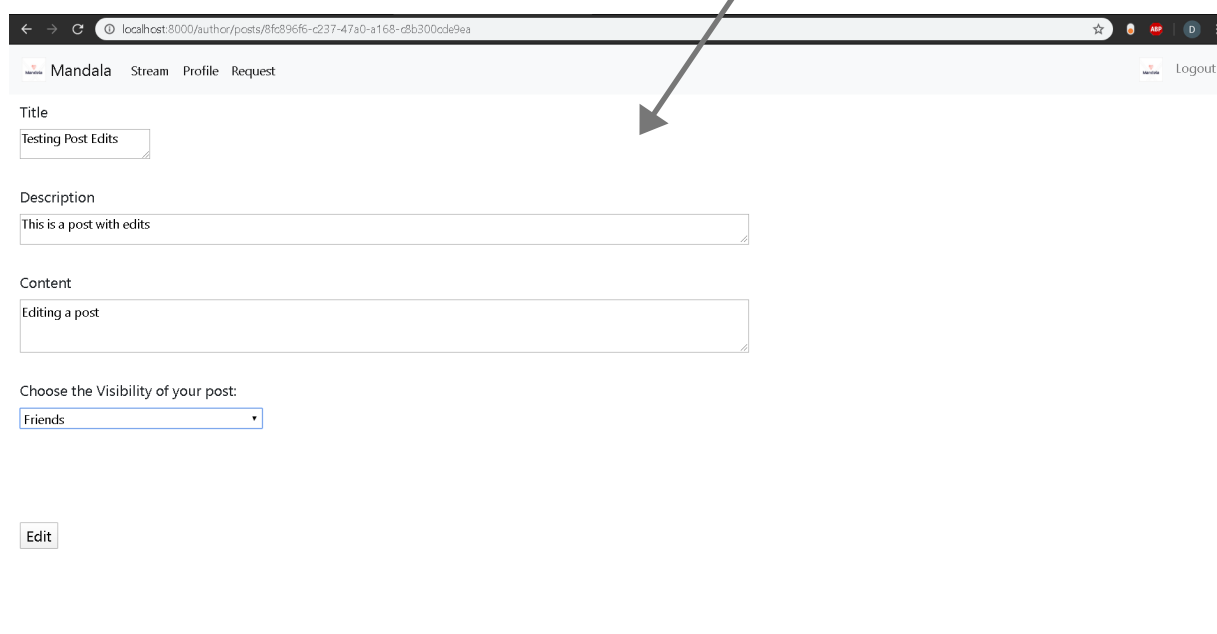 localhost:8000/author/posts/8fc896f6-c237-47a0-a168-c8b300cde9ea
ABP
D
Mandala Stream Profile Request Logout
Title
Testing Post Edits
Description
This is a post with edits
Content
Editing a post
Choose the Visibility of your post:
Friends
Edit